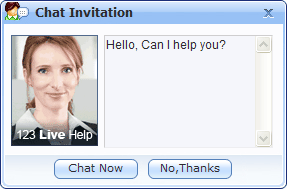 Chat Invitation
Hello, Can I help you?
123 Live Help
Chat Now
No,Thanks